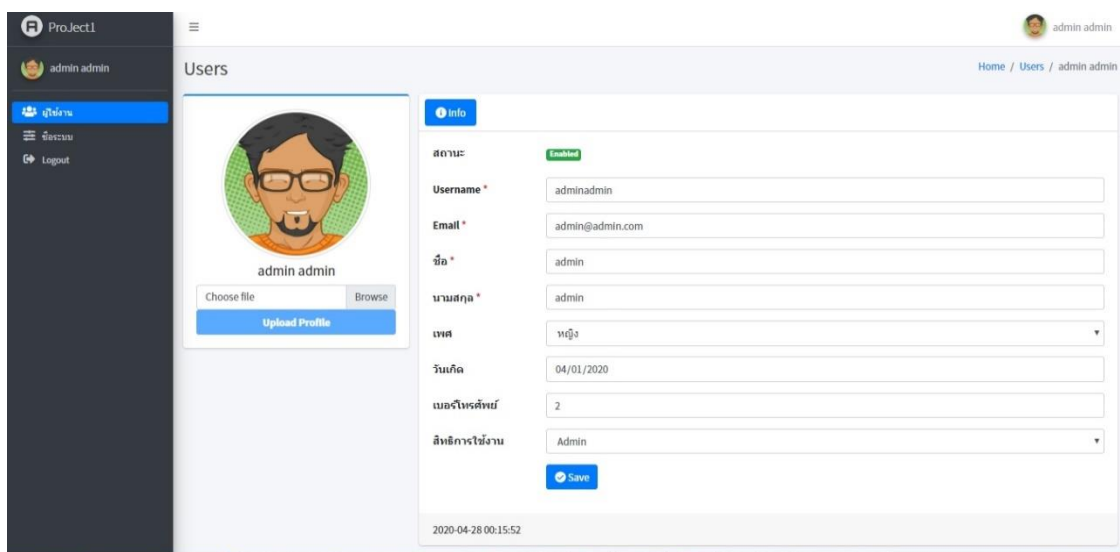 ProJect1
admin admin
admin admin
ผู้ใช้งาน
ชื่อระบบ
Logout
Users
Home / Users / admin admin
admin admin
Choose file Browse
Upload Profile
Info
สถานะ Enabled
Username * adminadmin
Email * admin@admin.com
ชื่อ * admin
นามสกุล * admin
เพศ หญิง
วันเกิด 04/01/2020
เบอร์โทรศัพย์ 2
สิทธิการใช้งาน Admin
Save
2020-04-28 00:15:52